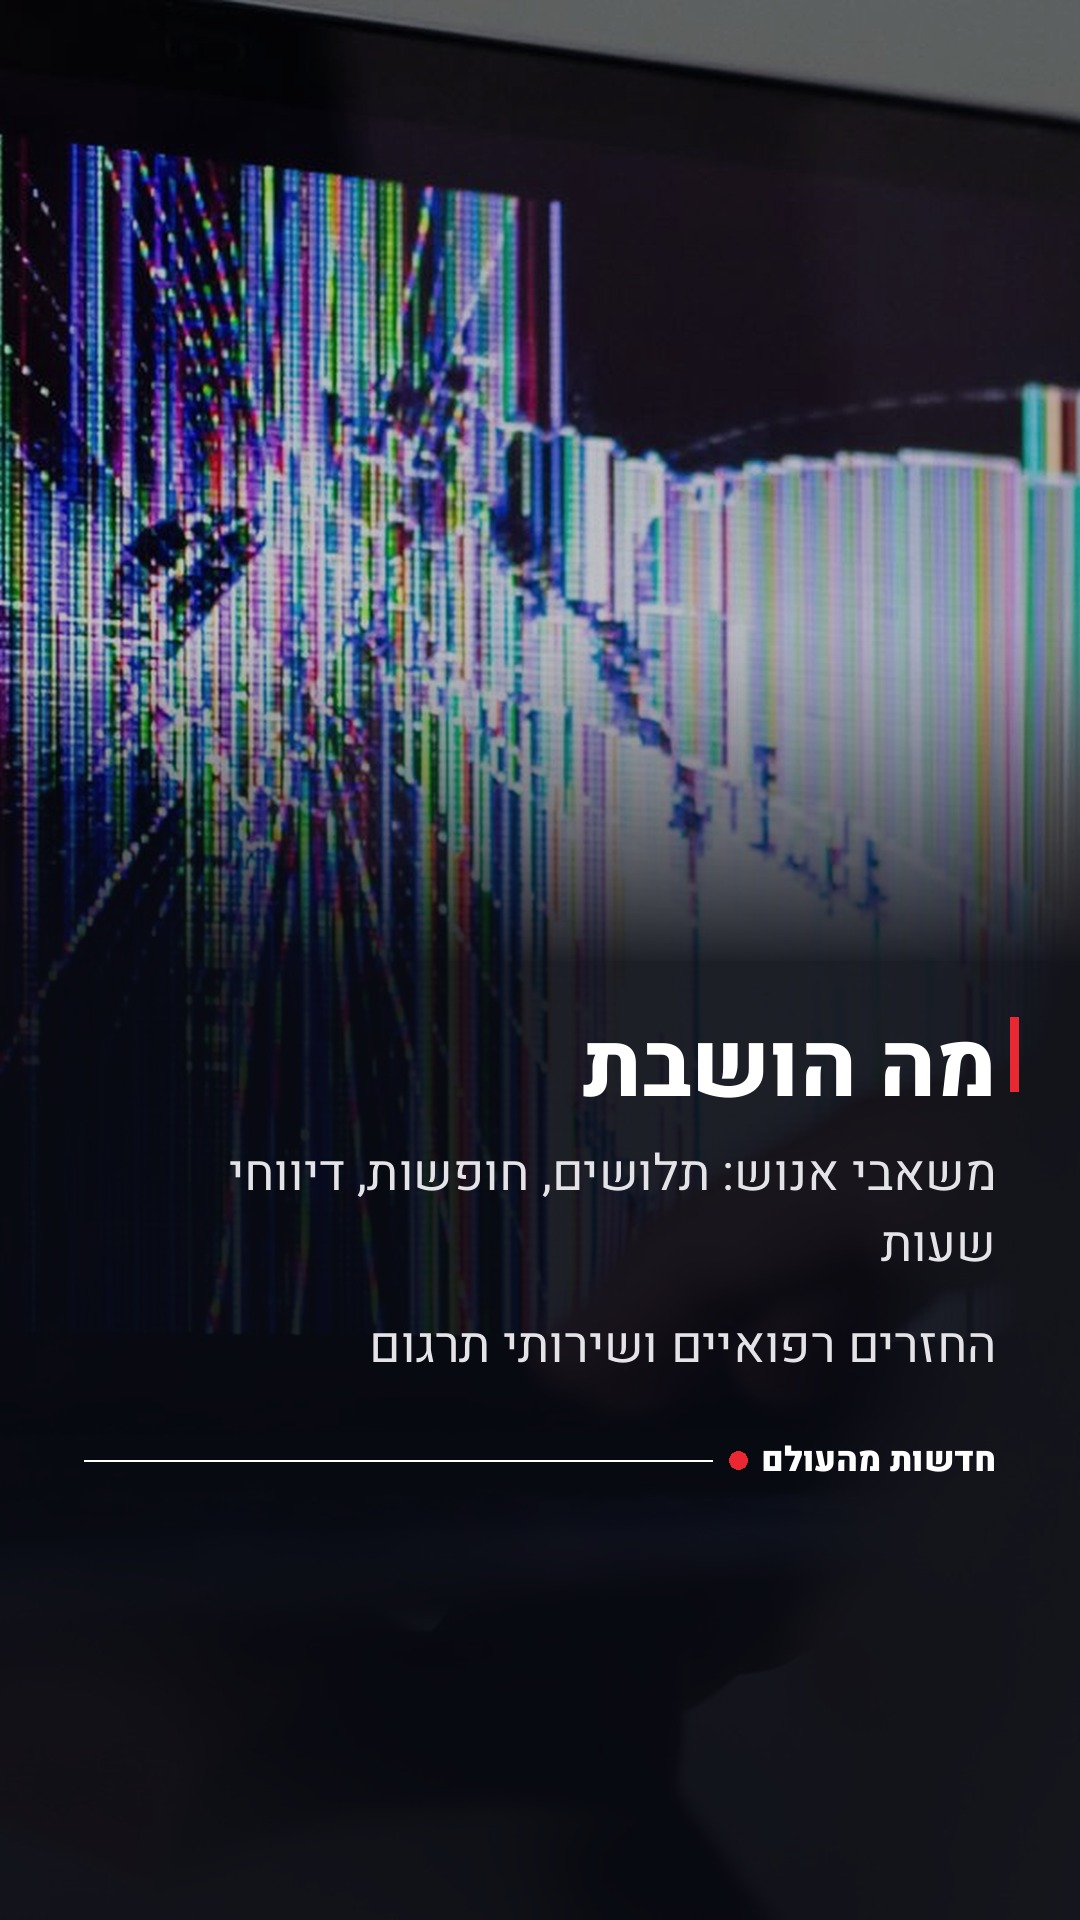 מה הושבת
משאבי אנוש: תלושים, חופשות, דיווחי
שעות
החזרים רפואיים ושירותי תרגום
חדשות מהעולם